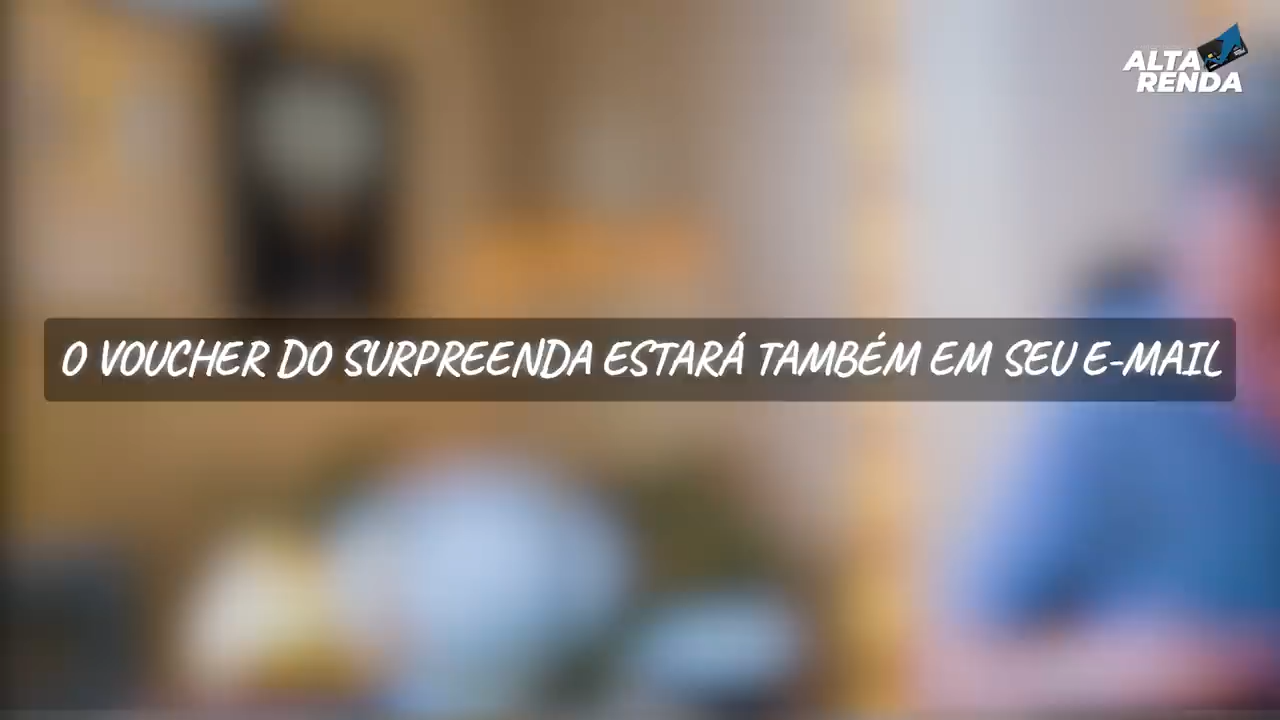 ALTA
RENDA
O VOUCHER DO SURPREENDA ESTARÁ TAMBÉM EM SEU E-MAIL